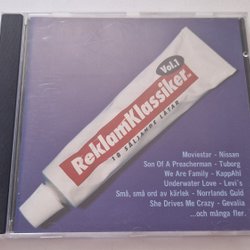 ReklamKlassiker
Vol.1
18 SÄLJANDE LÅTAR
Moviestar - Nissan
Son Of A Preacherman - Tuborg
We Are Family - KappAhl
Underwater Love - Levi's
Små, små ord av kärlek - Norrlands Guld
She Drives Me Crazy - Gevalia
...och många fler.